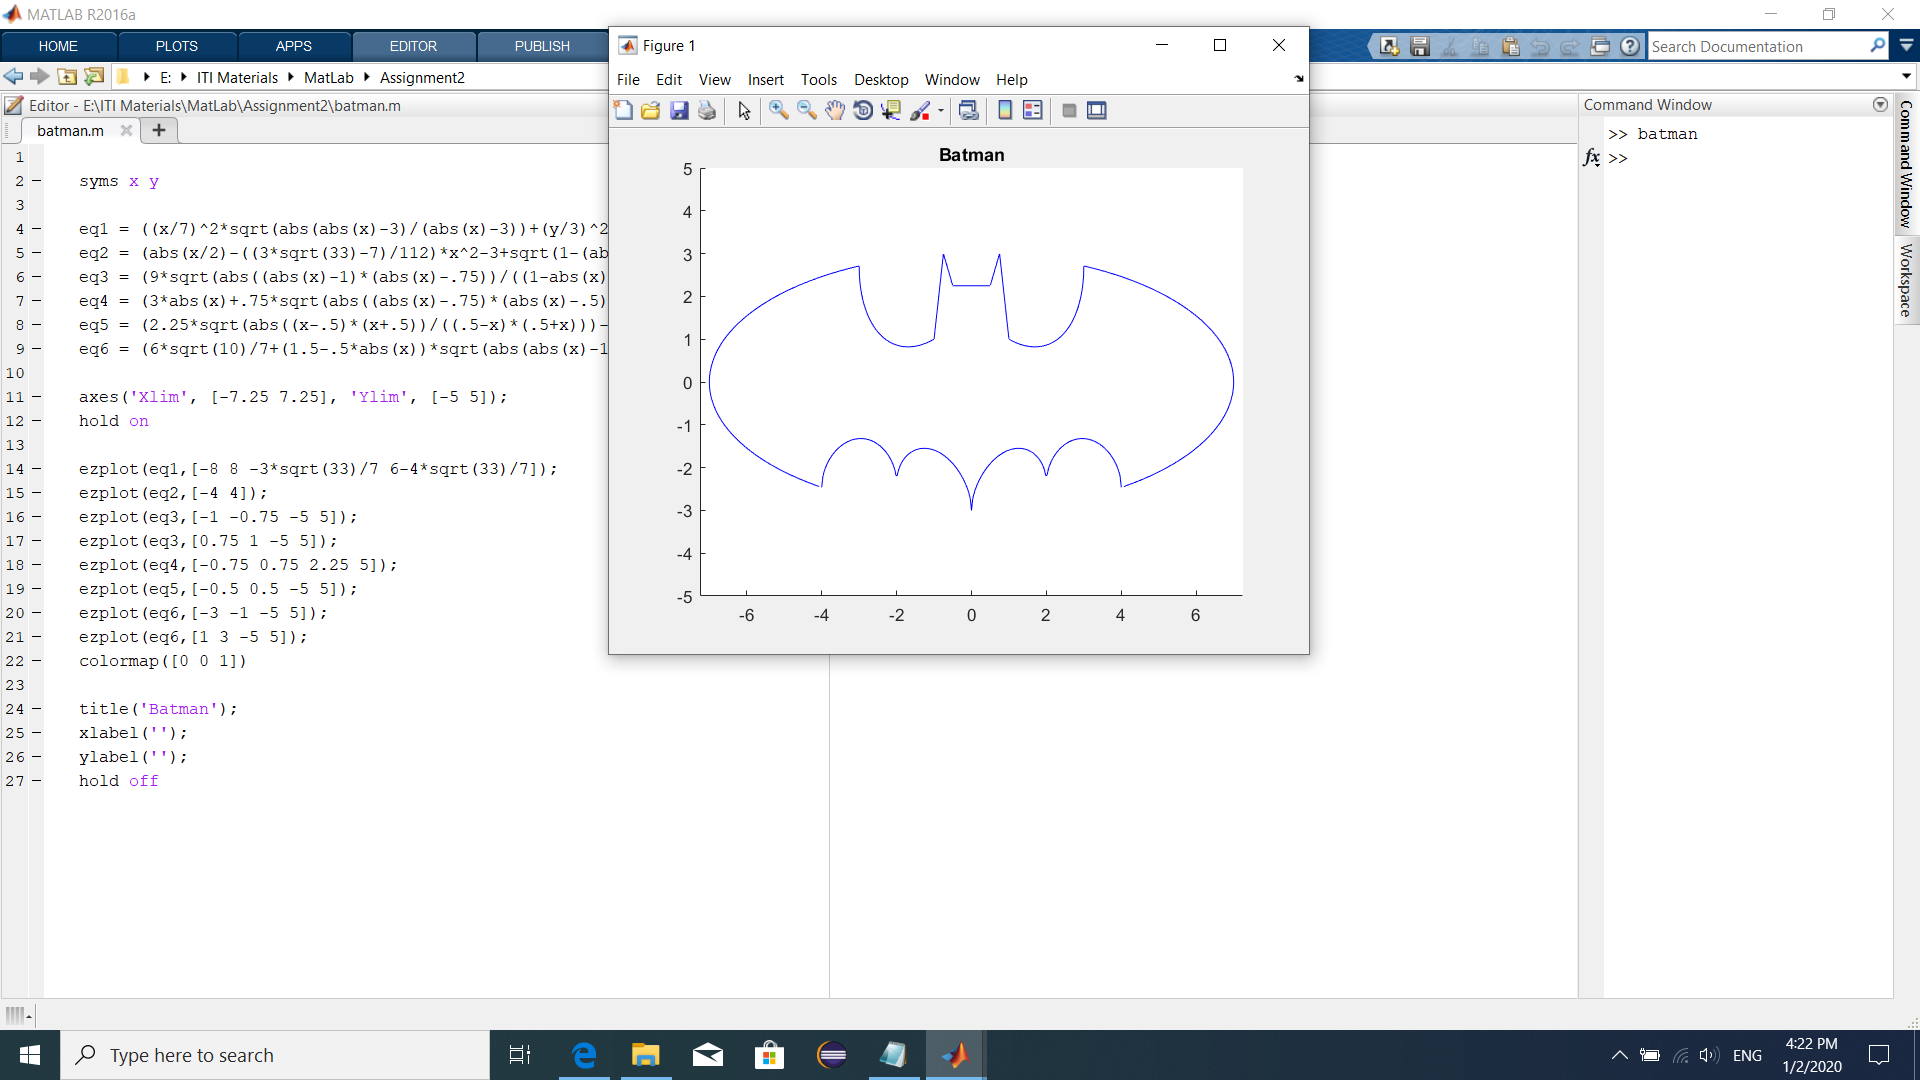 MATLAB R2016a
HOME PLOTS APPS EDITOR PUBLISH
Search Documentation
E: ITI Materials MatLab Assignment2
Editor - E:\ITI Materials\MatLab\Assignment2\batman.m
batman.m
1
2 syms x y
3
4 eq1 = ((x/7)^2*sqrt(abs(abs(x)-3)/(abs(x)-3))+(y/3)^2
5 eq2 = (abs(x/2)-((3*sqrt(33)-7)/112)*x^2-3+sqrt(1-(ab
6 eq3 = (9*sqrt(abs((abs(x)-1)*(abs(x)-.75))/((1-abs(x)
7 eq4 = (3*abs(x)+.75*sqrt(abs((abs(x)-.75)*(abs(x)-.5)
8 eq5 = (2.25*sqrt(abs((x-.5)*(x+.5))/((.5-x)*(.5+x)))-
9 eq6 = (6*sqrt(10)/7+(1.5-.5*abs(x))*sqrt(abs(abs(x)-1
10
11 axes('Xlim', [-7.25 7.25], 'Ylim', [-5 5]);
12 hold on
13
14 ezplot(eq1,[-8 8 -3*sqrt(33)/7 6-4*sqrt(33)/7]);
15 ezplot(eq2,[-4 4]);
16 ezplot(eq3,[-1 -0.75 -5 5]);
17 ezplot(eq3,[0.75 1 -5 5]);
18 ezplot(eq4,[-0.75 0.75 2.25 5]);
19 ezplot(eq5,[-0.5 0.5 -5 5]);
20 ezplot(eq6,[-3 -1 -5 5]);
21 ezplot(eq6,[1 3 -5 5]);
22 colormap([0 0 1])
23
24 title('Batman');
25 xlabel('');
26 ylabel('');
27 hold off
Figure 1
File Edit View Insert Tools Desktop Window Help
Batman
5
4
3
2
1
0
-1
-2
-3
-4
-5
-6 -4 -2 0 2 4 6
Command Window
>> batman
fx >>
Command Window
Workspace
Type here to search
ENG
4:22 PM
1/2/2020